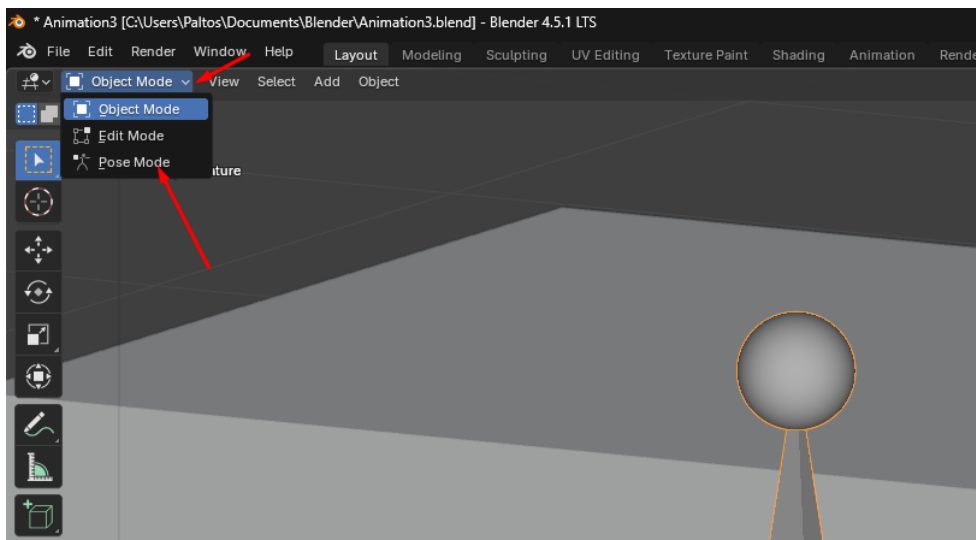 * Animation3 [C:\Users\Paltos\Documents\Blender\Animation3.blend] - Blender 4.5.1 LTS
File Edit Render Window Help Layout Modeling Sculpting UV Editing Texture Paint Shading Animation Rende
Object Mode View Select Add Object
Object Mode
Edit Mode
Pose Mode
ature